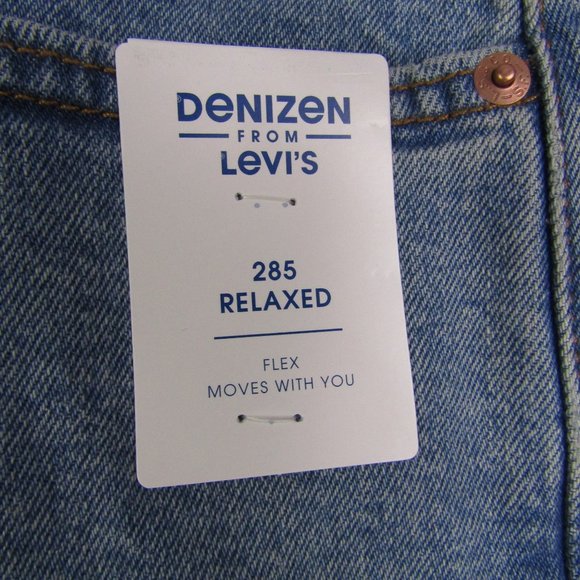 DENIZEN
FROM
LEVI'S
285
RELAXED
FLEX
MOVES WITH YOU